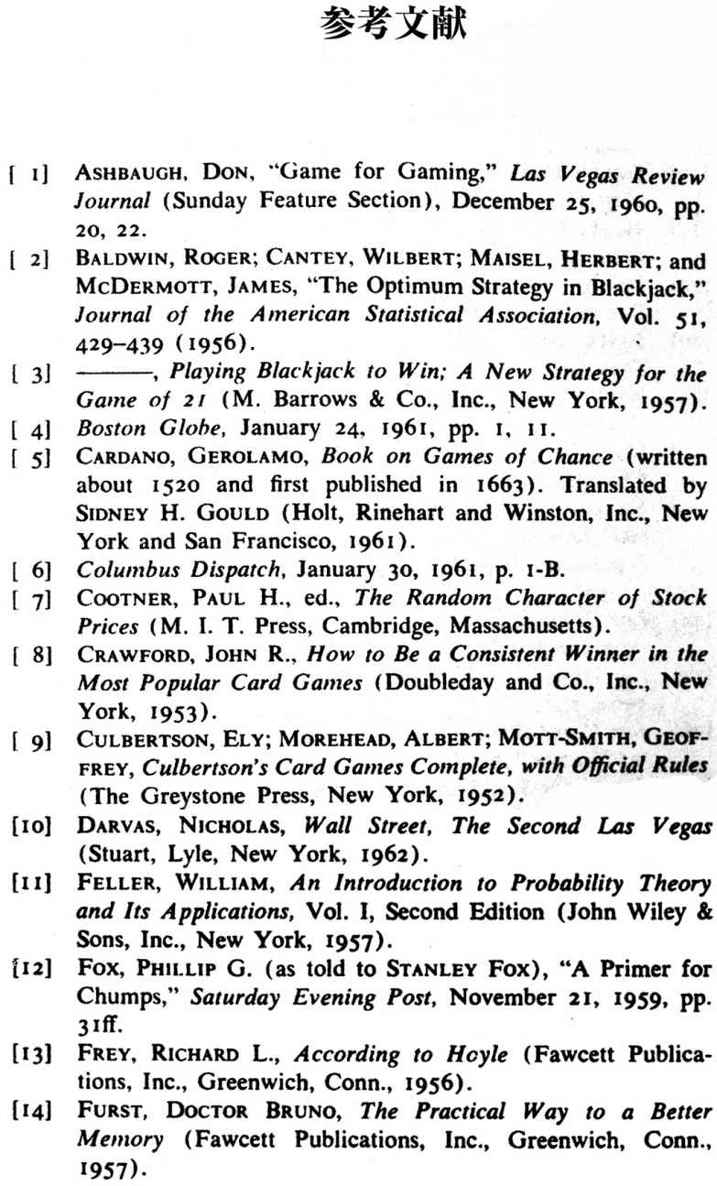 参考文献
[ 1] ASHBAUGH, DON, "Game for Gaming," Las Vegas Review
Journal (Sunday Feature Section), December 25, 1960, pp.
20, 22.
[ 2] BALDWIN, ROGER; CANTEY, WILBERT; MAISEL, HERBERT; and
MCDERMOTT, JAMES, "The Optimum Strategy in Blackjack,"
Journal of the American Statistical Association, Vol. 51,
429–439 (1956).
[ 3] ———, Playing Blackjack to Win; A New Strategy for the
Game of 21 (M. Barrows & Co., Inc., New York, 1957).
[ 4] Boston Globe, January 24, 1961, pp. 1, 11.
[ 5] CARDANO, GEROLAMO, Book on Games of Chance (written
about 1520 and first published in 1663). Translated by
SIDNEY H. GOULD (Holt, Rinehart and Winston, Inc., New
York and San Francisco, 1961).
[ 6] Columbus Dispatch, January 30, 1961, p. 1-B.
[ 7] COOTNER, PAUL H., ed., The Random Character of Stock
Prices (M. I. T. Press, Cambridge, Massachusetts).
[ 8] CRAWFORD, JOHN R., How to Be a Consistent Winner in the
Most Popular Card Games (Doubleday and Co., Inc., New
York, 1953).
[ 9] CULBERTSON, ELY; MOREHEAD, ALBERT; MOTT-SMITH, GEOF-
FREY, Culbertson's Card Games Complete, with Official Rules
(The Greystone Press, New York, 1952).
[10] DARVAS, NICHOLAS, Wall Street, The Second Las Vegas
(Stuart, Lyle, New York, 1962).
[11] FELLER, WILLIAM, An Introduction to Probability Theory
and Its Applications, Vol. I, Second Edition (John Wiley &
Sons, Inc., New York, 1957).
[12] FOX, PHILLIP G. (as told to STANLEY FOX), "A Primer for
Chumps," Saturday Evening Post, November 21, 1959, pp.
31ff.
[13] FREY, RICHARD L., According to Hoyle (Fawcett Publica-
tions, Inc., Greenwich, Conn., 1956).
[14] FURST, DOCTOR BRUNO, The Practical Way to a Better
Memory (Fawcett Publications, Inc., Greenwich, Conn.,
1957).